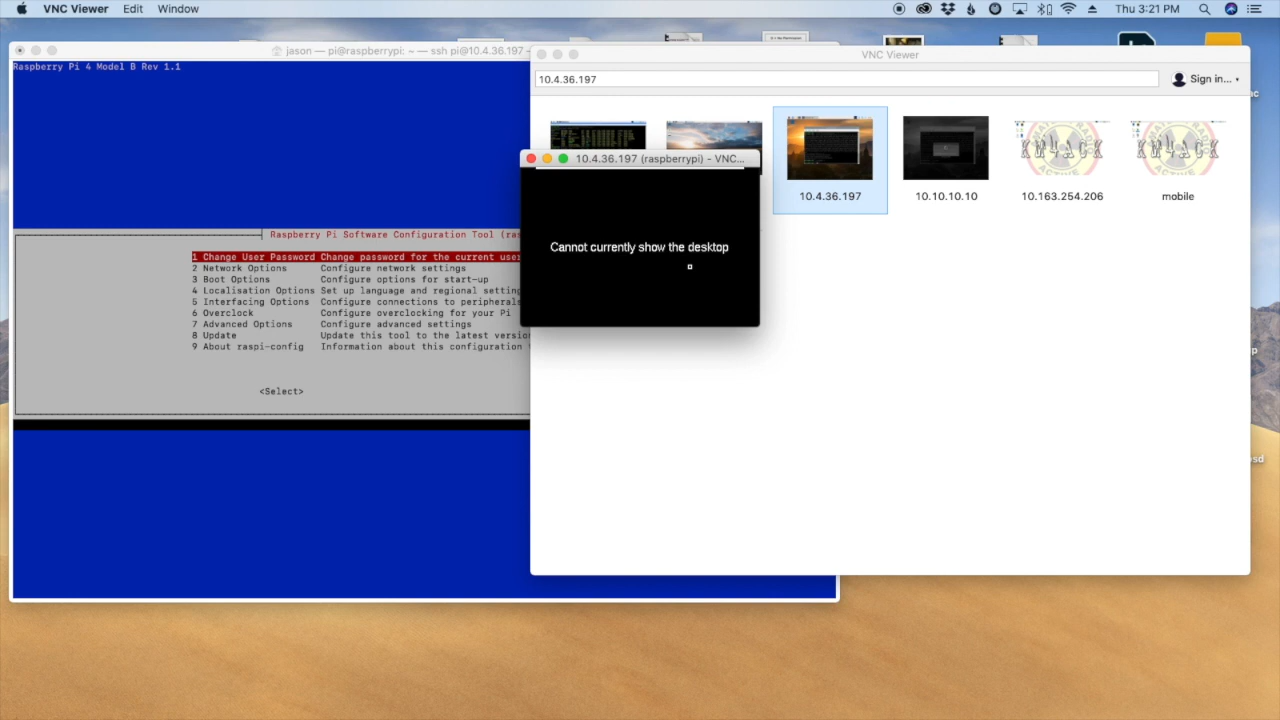 VNC Viewer Edit Window
Thu 3:21 PM
jason — pi@raspberrypi: ~ — ssh pi@10.4.36.197
Raspberry Pi 4 Model B Rev 1.1
Raspberry Pi Software Configuration Tool (ras
1 Change User Password Change password for the current user
2 Network Options Configure network settings
3 Boot Options Configure options for start-up
4 Localisation Options Set up language and regional setting
5 Interfacing Options Configure connections to peripherals
6 Overclock Configure overclocking for your Pi
7 Advanced Options Configure advanced settings
8 Update Update this tool to the latest versio
9 About raspi-config Information about this configuration
<Select>
VNC Viewer
10.4.36.197
Sign in...
10.4.36.197
10.10.10.10
10.163.254.206
mobile
KM4ACK
ACTIVE
KM4ACK
ACTIVE
10.4.36.197 (raspberrypi) - VNC...
Cannot currently show the desktop